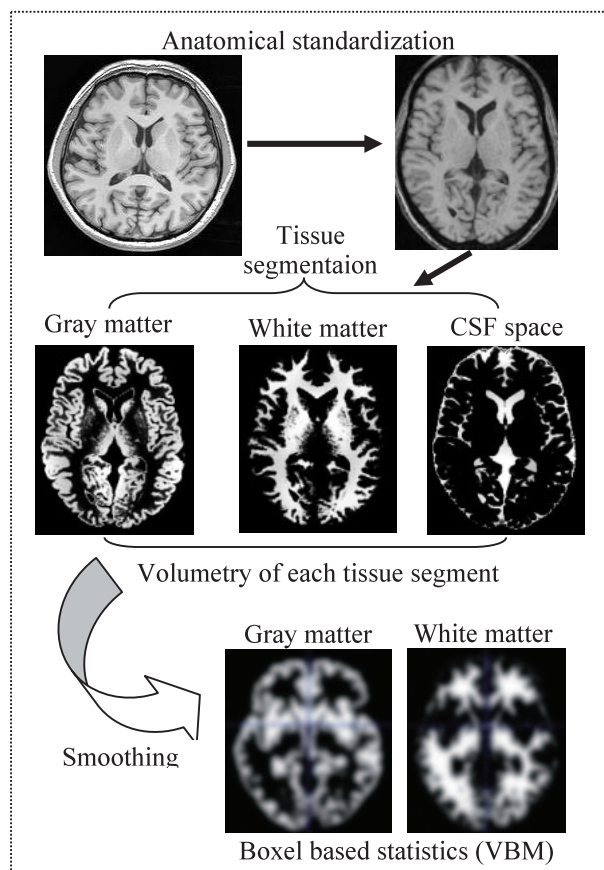 Anatomical standardization
Tissue
segmentaion
Gray matter
White matter
CSF space
Volumetry of each tissue segment
Gray matter
White matter
Smoothing
Boxel based statistics (VBM)